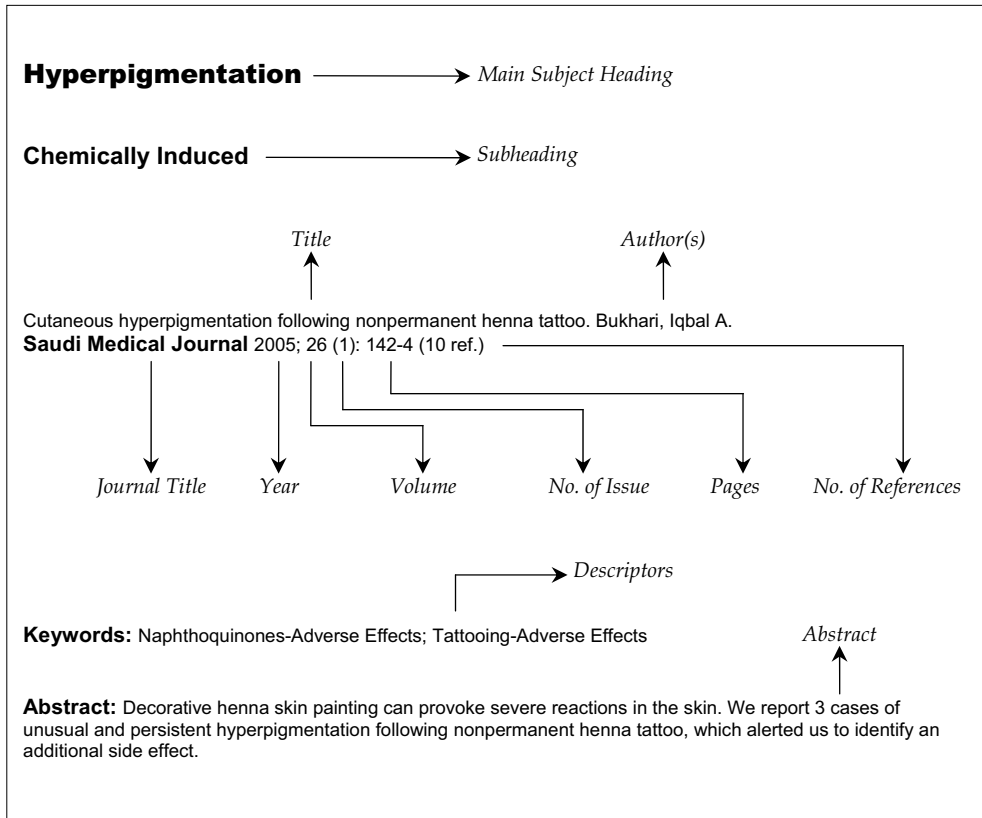 Hyperpigmentation Main Subject Heading
Chemically Induced Subheading
Title Author(s)
Cutaneous hyperpigmentation following nonpermanent henna tattoo. Bukhari, Iqbal A.
Saudi Medical Journal 2005; 26 (1): 142-4 (10 ref.)
Journal Title Year Volume No. of Issue Pages No. of References
Descriptors
Keywords: Naphthoquinones-Adverse Effects; Tattooing-Adverse Effects Abstract
Abstract: Decorative henna skin painting can provoke severe reactions in the skin. We report 3 cases of
unusual and persistent hyperpigmentation following nonpermanent henna tattoo, which alerted us to identify an
additional side effect.